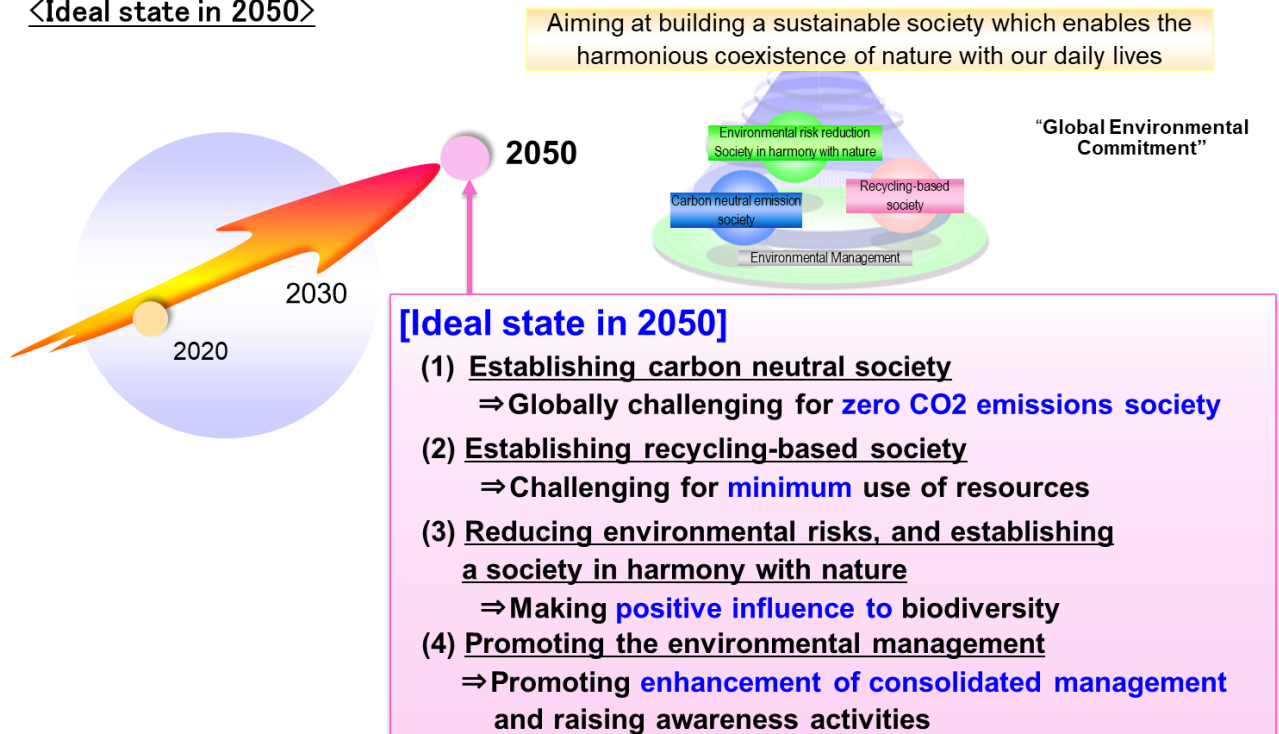 <Ideal state in 2050>
Aiming at building a sustainable society which enables the
harmonious coexistence of nature with our daily lives
Environmental risk reduction
Society in harmony with nature
Recycling-based
society
Carbon neutral emission
society
Environmental Management
“Global Environmental
Commitment”
2050
2030
2020
[Ideal state in 2050]
(1) Establishing carbon neutral society
⇒Globally challenging for zero CO2 emissions society
(2) Establishing recycling-based society
⇒Challenging for minimum use of resources
(3) Reducing environmental risks, and establishing
a society in harmony with nature
⇒Making positive influence to biodiversity
(4) Promoting the environmental management
⇒Promoting enhancement of consolidated management
and raising awareness activities